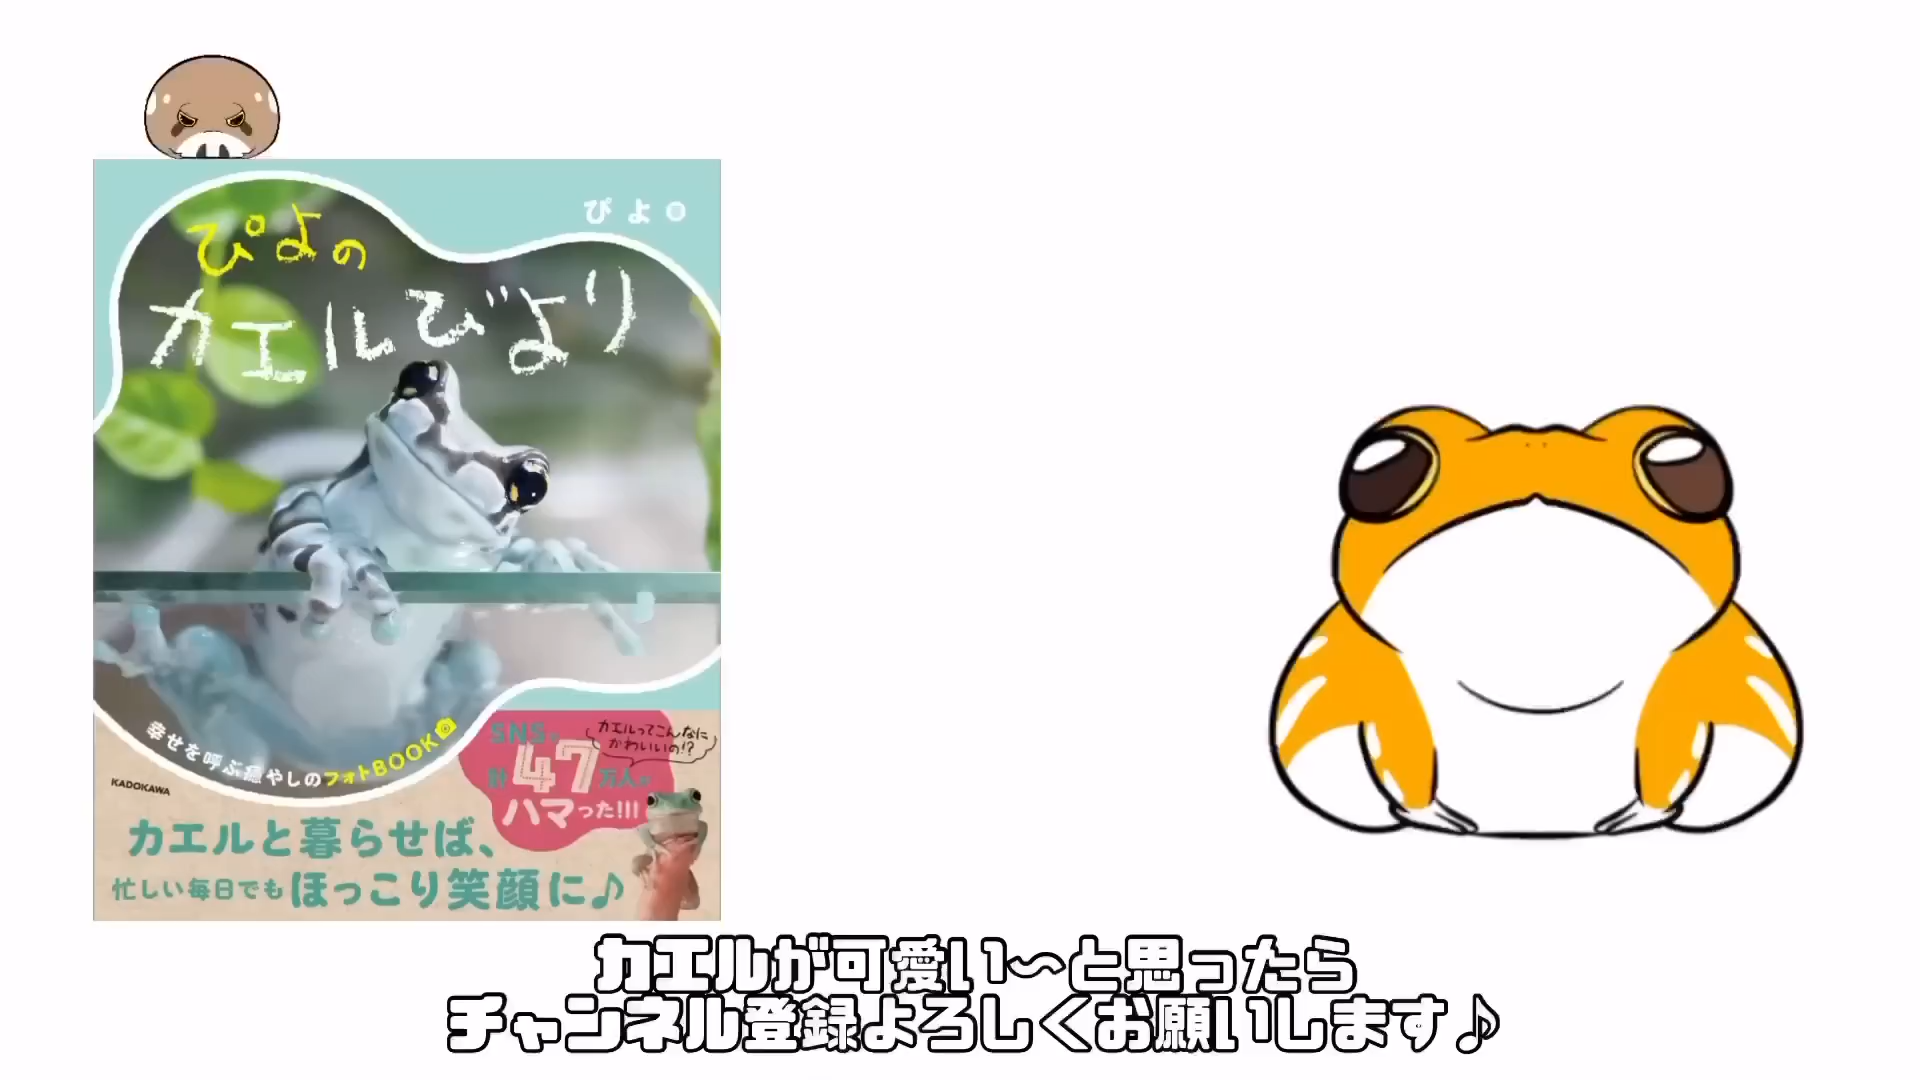 ぴよ
ぴよの
カエルびより
幸せを呼ぶ癒やしのフォトBOOK
KADOKAWA
SNSで
計47万人が
ハマった!!!
カエルってこんなに
かわいいの!?
カエルと暮らせば、
忙しい毎日でもほっこり笑顔に♪
カエルが可愛い〜と思ったら
チャンネル登録よろしくお願いします♪